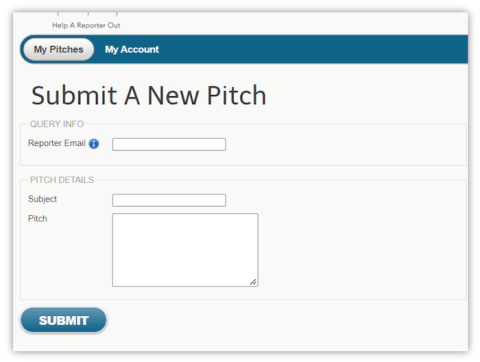 Help A Reporter Out
My Pitches My Account
Submit A New Pitch
QUERY INFO
Reporter Email
PITCH DETAILS
Subject
Pitch
SUBMIT